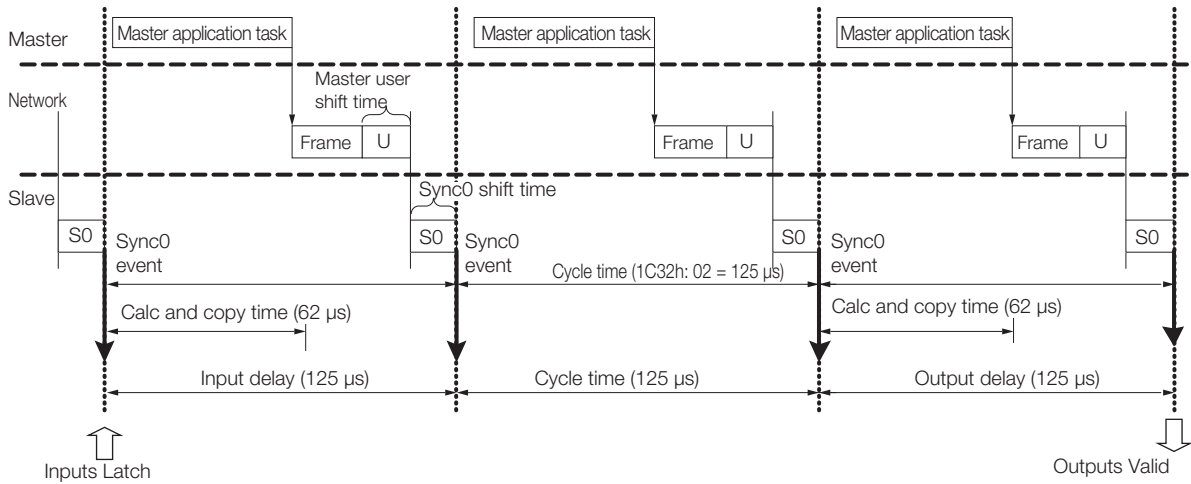 Master
Master application task
Master application task
Master application task
Network
Master user
shift time
Frame
U
Frame
U
Frame
U
Slave
Sync0 shift time
S0
S0
S0
S0
Sync0
event
Sync0
event
Sync0
event
Cycle time (1C32h: 02 = 125 μs)
Calc and copy time (62 μs)
Calc and copy time (62 μs)
Input delay (125 μs)
Cycle time (125 μs)
Output delay (125 μs)
Inputs Latch
Outputs Valid